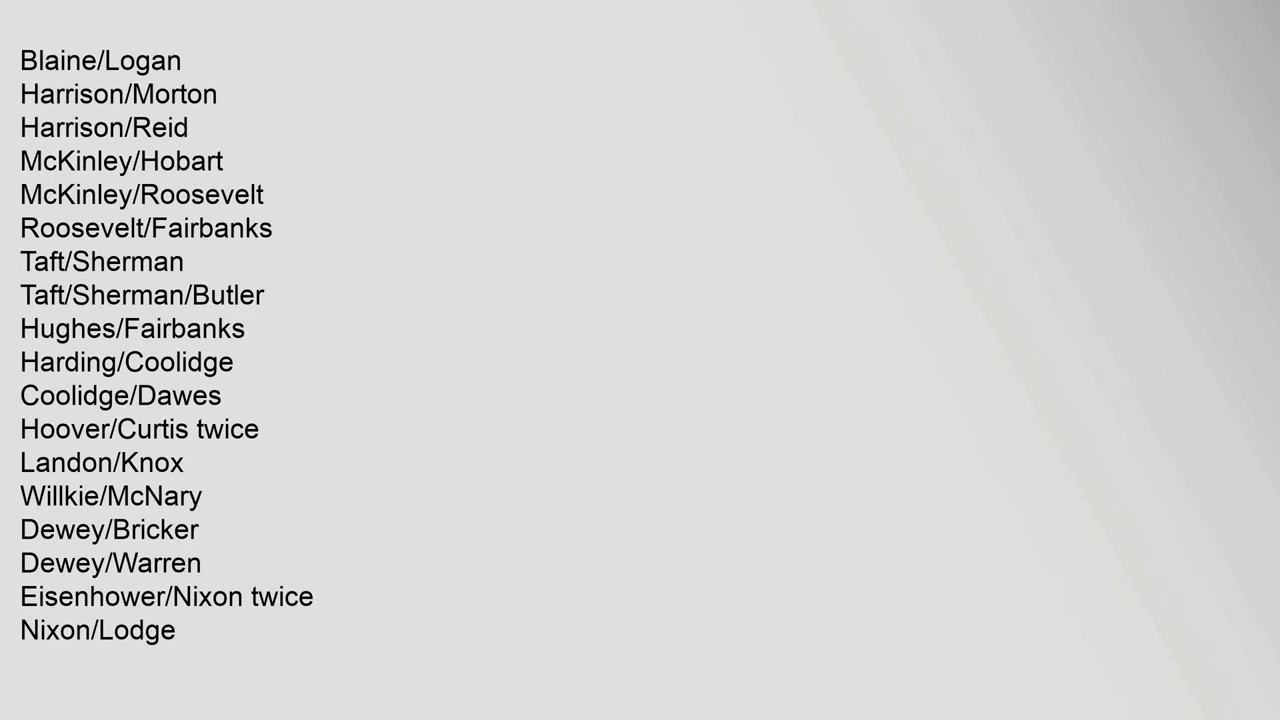 Blaine/Logan
Harrison/Morton
Harrison/Reid
McKinley/Hobart
McKinley/Roosevelt
Roosevelt/Fairbanks
Taft/Sherman
Taft/Sherman/Butler
Hughes/Fairbanks
Harding/Coolidge
Coolidge/Dawes
Hoover/Curtis twice
Landon/Knox
Willkie/McNary
Dewey/Bricker
Dewey/Warren
Eisenhower/Nixon twice
Nixon/Lodge